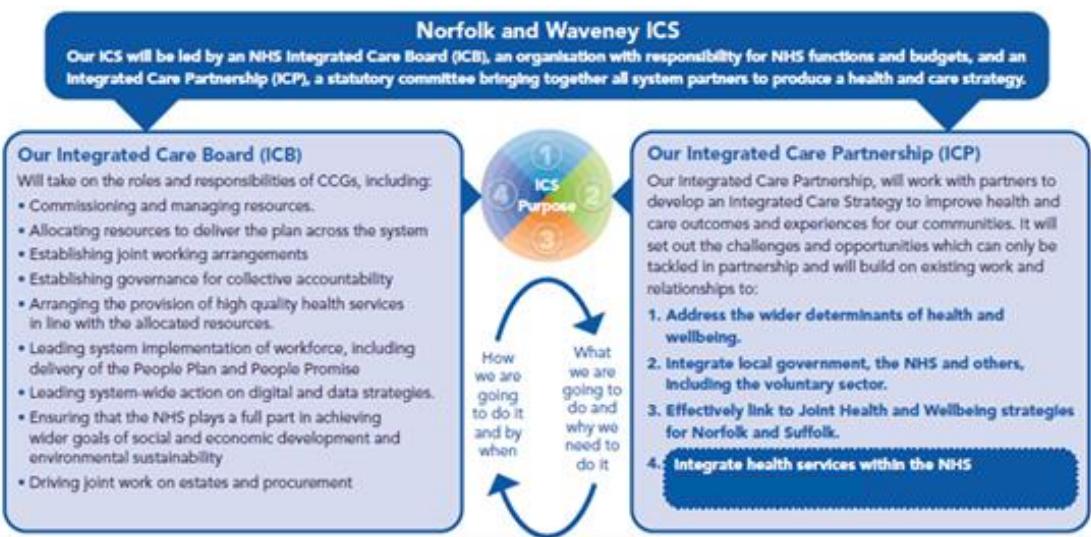 Norfolk and Waveney ICS
Our ICS will be led by an NHS Integrated Care Board (ICB), an organisation with responsibility for NHS functions and budgets, and an
Integrated Care Partnership (ICP), a statutory committee bringing together all system partners to produce a health and care strategy.
Our Integrated Care Board (ICB)
Will take on the roles and responsibilities of CCGs, including:
• Commissioning and managing resources.
• Allocating resources to deliver the plan across the system
• Establishing joint working arrangements
• Establishing governance for collective accountability
• Arranging the provision of high quality health services
in line with the allocated resources.
• Leading system implementation of workforce, including
delivery of the People Plan and People Promise
• Leading system-wide action on digital and data strategies.
• Ensuring that the NHS plays a full part in achieving
wider goals of social and economic development and
environmental sustainability
• Driving joint work on estates and procurement
1
4
ICS
Purpose
2
3
How
we are
going
to do it
and by
when
What
we are
going to
do and
why we
need to
do it
Our Integrated Care Partnership (ICP)
Our Integrated Care Partnership, will work with partners to
develop an Integrated Care Strategy to improve health and
care outcomes and experiences for our communities. It will
set out the challenges and opportunities which can only be
tackled in partnership and will build on existing work and
relationships to:
1. Address the wider determinants of health and
wellbeing.
2. Integrate local government, the NHS and others,
including the voluntary sector.
3. Effectively link to Joint Health and Wellbeing strategies
for Norfolk and Suffolk.
4. Integrate health services within the NHS